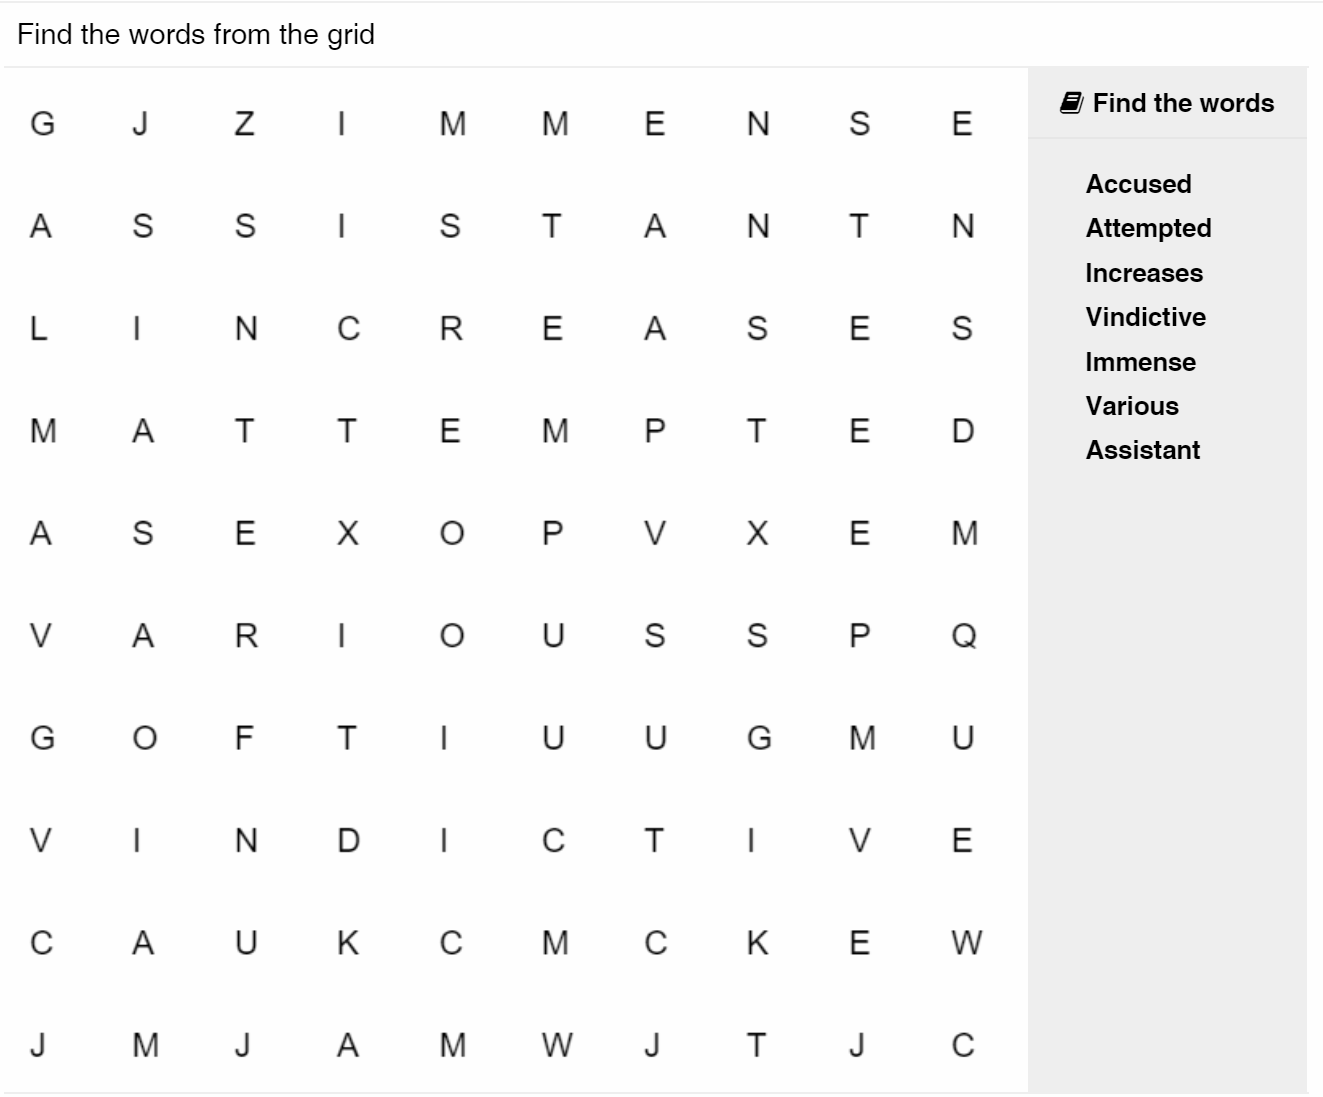 Find the words from the grid
G J Z I M M E N S E
A S S I S T A N T N
L I N C R E A S E S
M A T T E M P T E D
A S E X O P V X E M
V A R I O U S S P Q
G O F T I U U G M U
V I N D I C T I V E
C A U K C M C K E W
J M J A M W J T J C
Find the words
Accused
Attempted
Increases
Vindictive
Immense
Various
Assistant